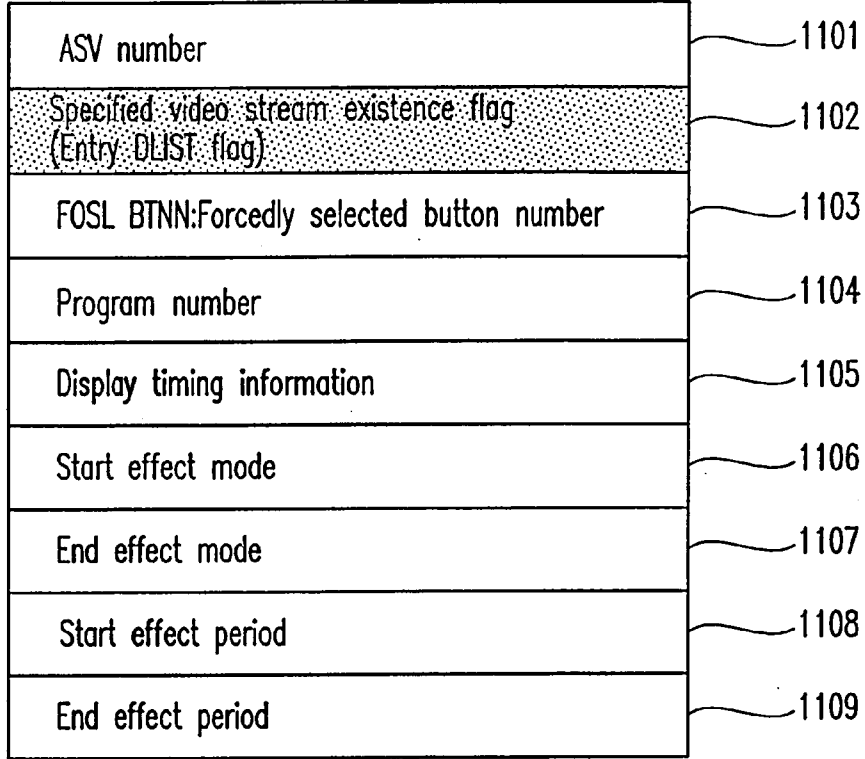 ASV number 1101
Specified video stream existence flag 1102
(Entry DLIST flag)
FOSL BTNN:Forcedly selected button number 1103
Program number 1104
Display timing information 1105
Start effect mode 1106
End effect mode 1107
Start effect period 1108
End effect period 1109